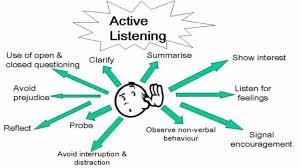 Active
Listening
Use of open &
closed questioning
Clarify
Summarise
Show interest
Avoid
prejudice
Listen for
feelings
Reflect
Probe
Observe non-verbal
behaviour
Signal
encouragement
Avoid interruption &
distraction